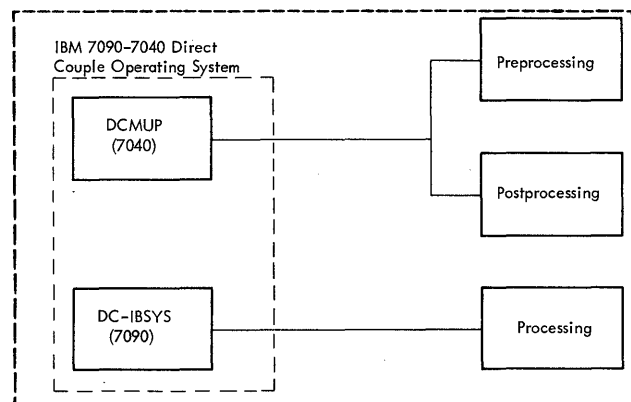 IBM 7090-7040 Direct
Couple Operating System
DCMUP
(7040)
Preprocessing
Postprocessing
DC-IBSYS
(7090)
Processing